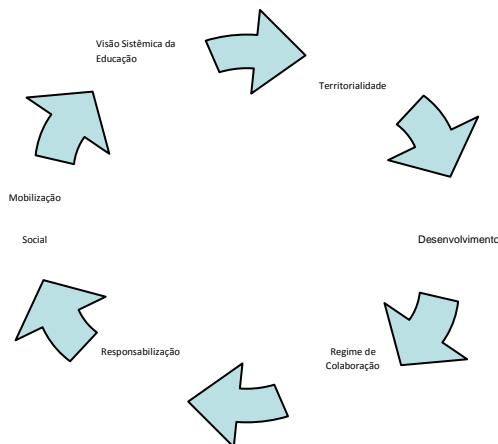 Visão Sistêmica da
Educação
Territorialidade
Desenvolvimento
Regime de
Colaboração
Responsabilização
Mobilização
Social